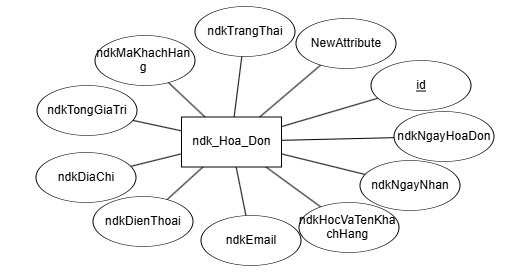 ndkTrangThai
NewAttribute
ndkMaKhachHan
g
id
ndkTongGiaTri
ndkNgayHoaDon
ndk_Hoa_Don
ndkDiaChi
ndkNgayNhan
ndkDienThoai
ndkHocVaTenKha
chHang
ndkEmail